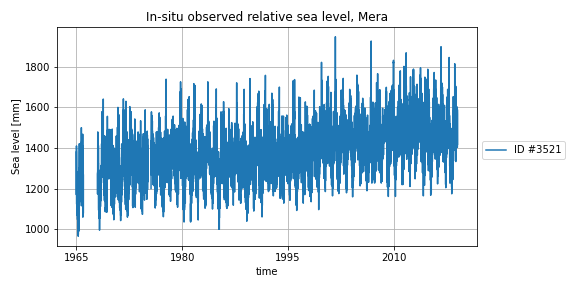 In-situ observed relative sea level, Mera
Sea level [mm]
1800
1600
1400
1200
1000
1965
1980
1995
2010
time
ID #3521